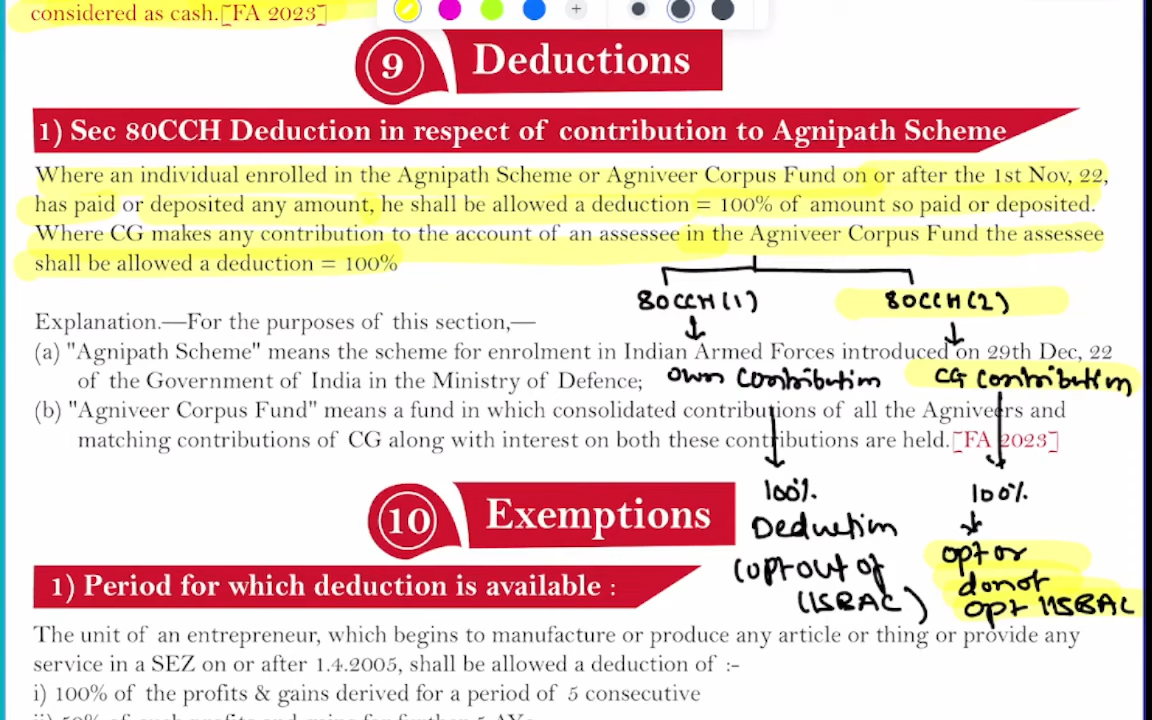 considered as cash.[FA 2023]
9 Deductions
1) Sec 80CCH Deduction in respect of contribution to Agnipath Scheme
Where an individual enrolled in the Agnipath Scheme or Agniveer Corpus Fund on or after the 1st Nov, 22,
has paid or deposited any amount, he shall be allowed a deduction = 100% of amount so paid or deposited.
Where CG makes any contribution to the account of an assessee in the Agniveer Corpus Fund the assessee
shall be allowed a deduction = 100%
80CCH(1) 80CCH(2)
Explanation.—For the purposes of this section,—
(a) "Agnipath Scheme" means the scheme for enrolment in Indian Armed Forces introduced on 29th Dec, 22
of the Government of India in the Ministry of Defence;
own Contribution CG Contribution
(b) "Agniveer Corpus Fund" means a fund in which consolidated contributions of all the Agniveers and
matching contributions of CG along with interest on both these contributions are held.[FA 2023]
100% 100%
10 Exemptions
Deduction
(opt out of
115BAC)
opt or
donot
opt 115BAC
1) Period for which deduction is available :
The unit of an entrepreneur, which begins to manufacture or produce any article or thing or provide any
service in a SEZ on or after 1.4.2005, shall be allowed a deduction of :-
i) 100% of the profits & gains derived for a period of 5 consecutive
ii) 50% of such profits and gains for further 5 AYs